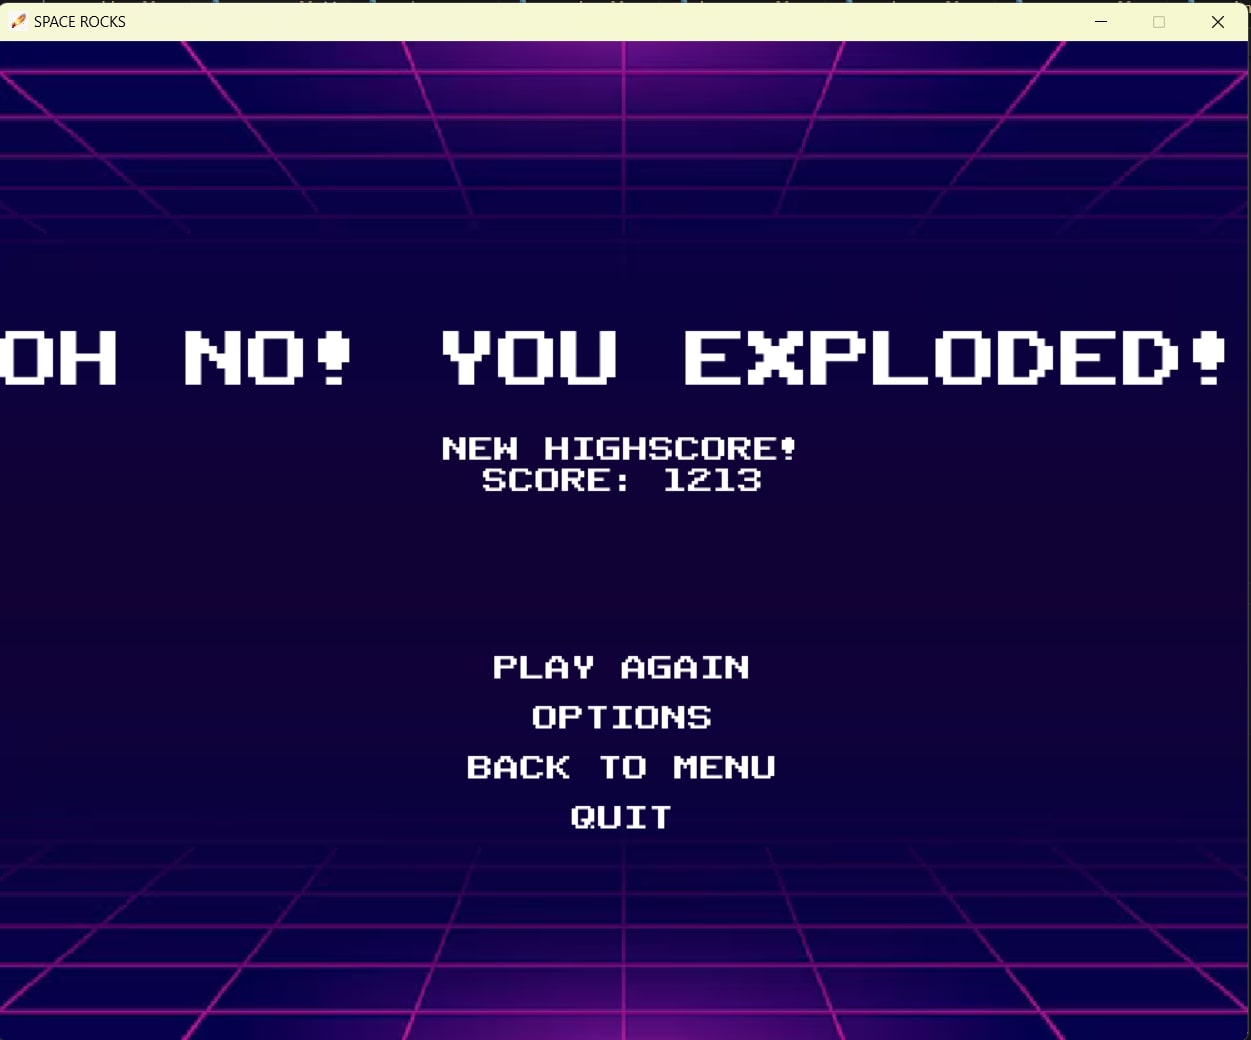 SPACE ROCKS
OH NO! YOU EXPLODED!
NEW HIGHSCORE!
SCORE: 1213
PLAY AGAIN
OPTIONS
BACK TO MENU
QUIT